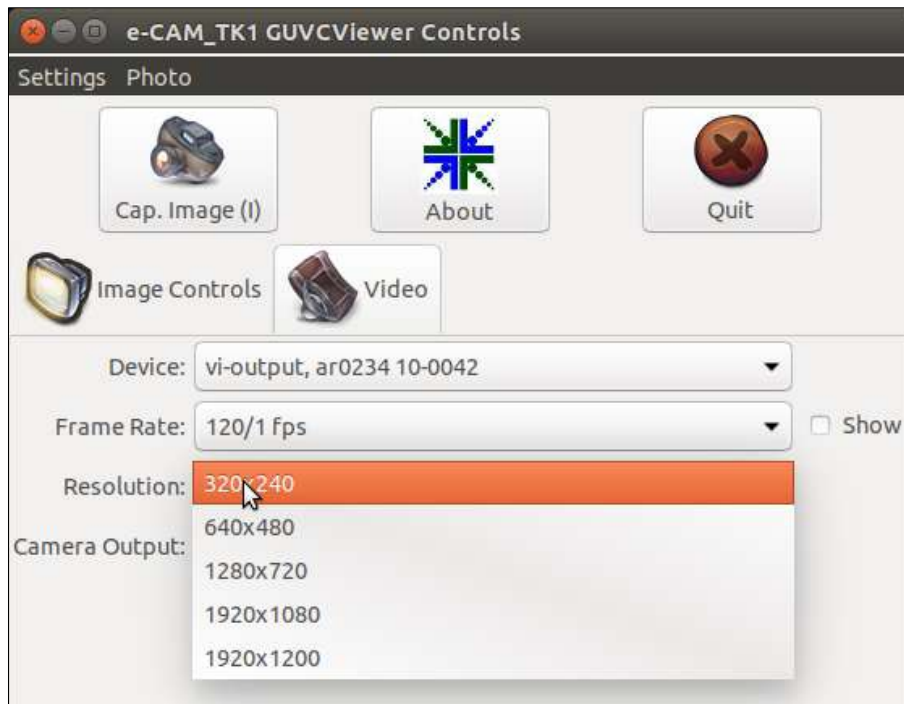 e-CAM_TK1 GUVCViewer Controls
Settings Photo
Cap. Image (I) About Quit
Image Controls Video
Device: vi-output, ar0234 10-0042
Frame Rate: 120/1 fps Show
Resolution: 320x240
640x480
Camera Output:
1280x720
1920x1080
1920x1200